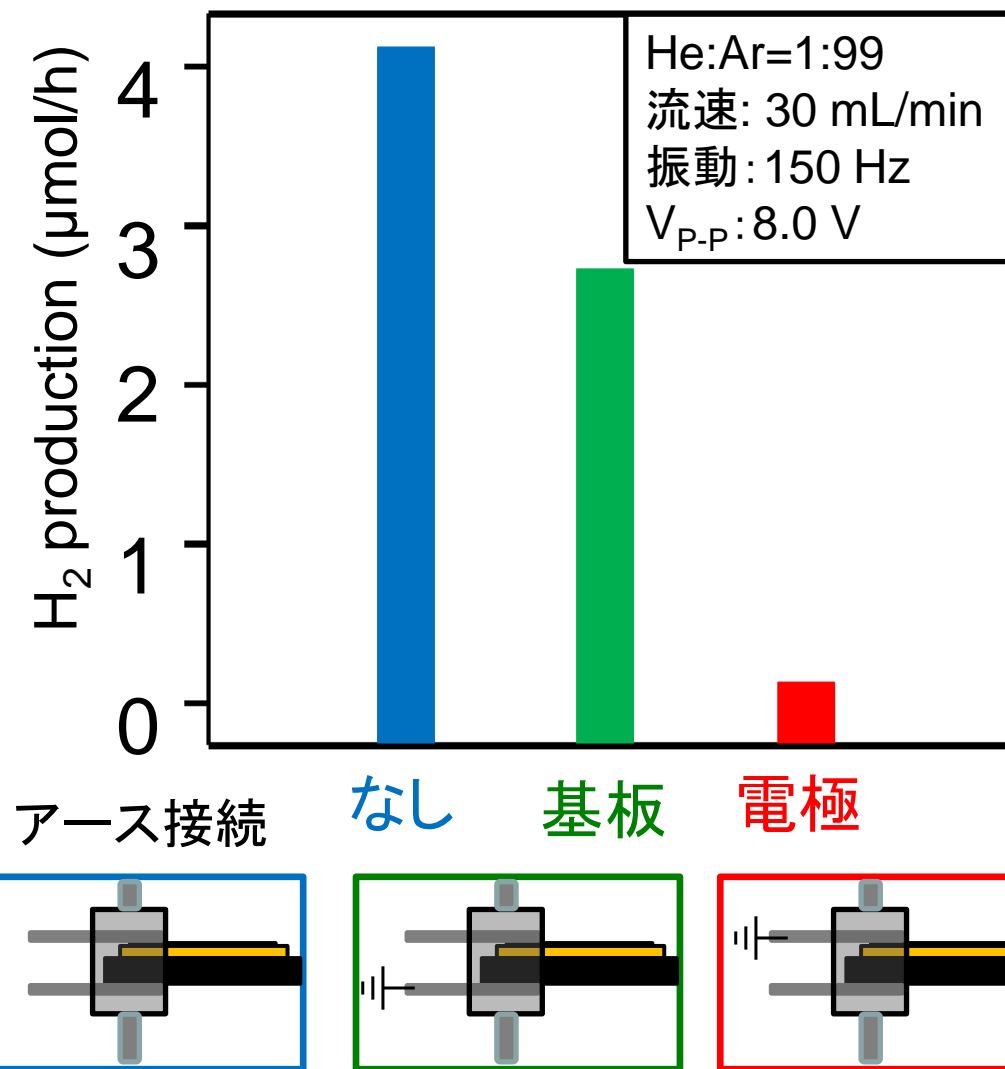 H₂ production (μmol/h)
4
3
2
1
0
He:Ar=1:99
流速: 30 mL/min
振動：150 Hz
V_P-P：8.0 V
アース接続 なし 基板 電極